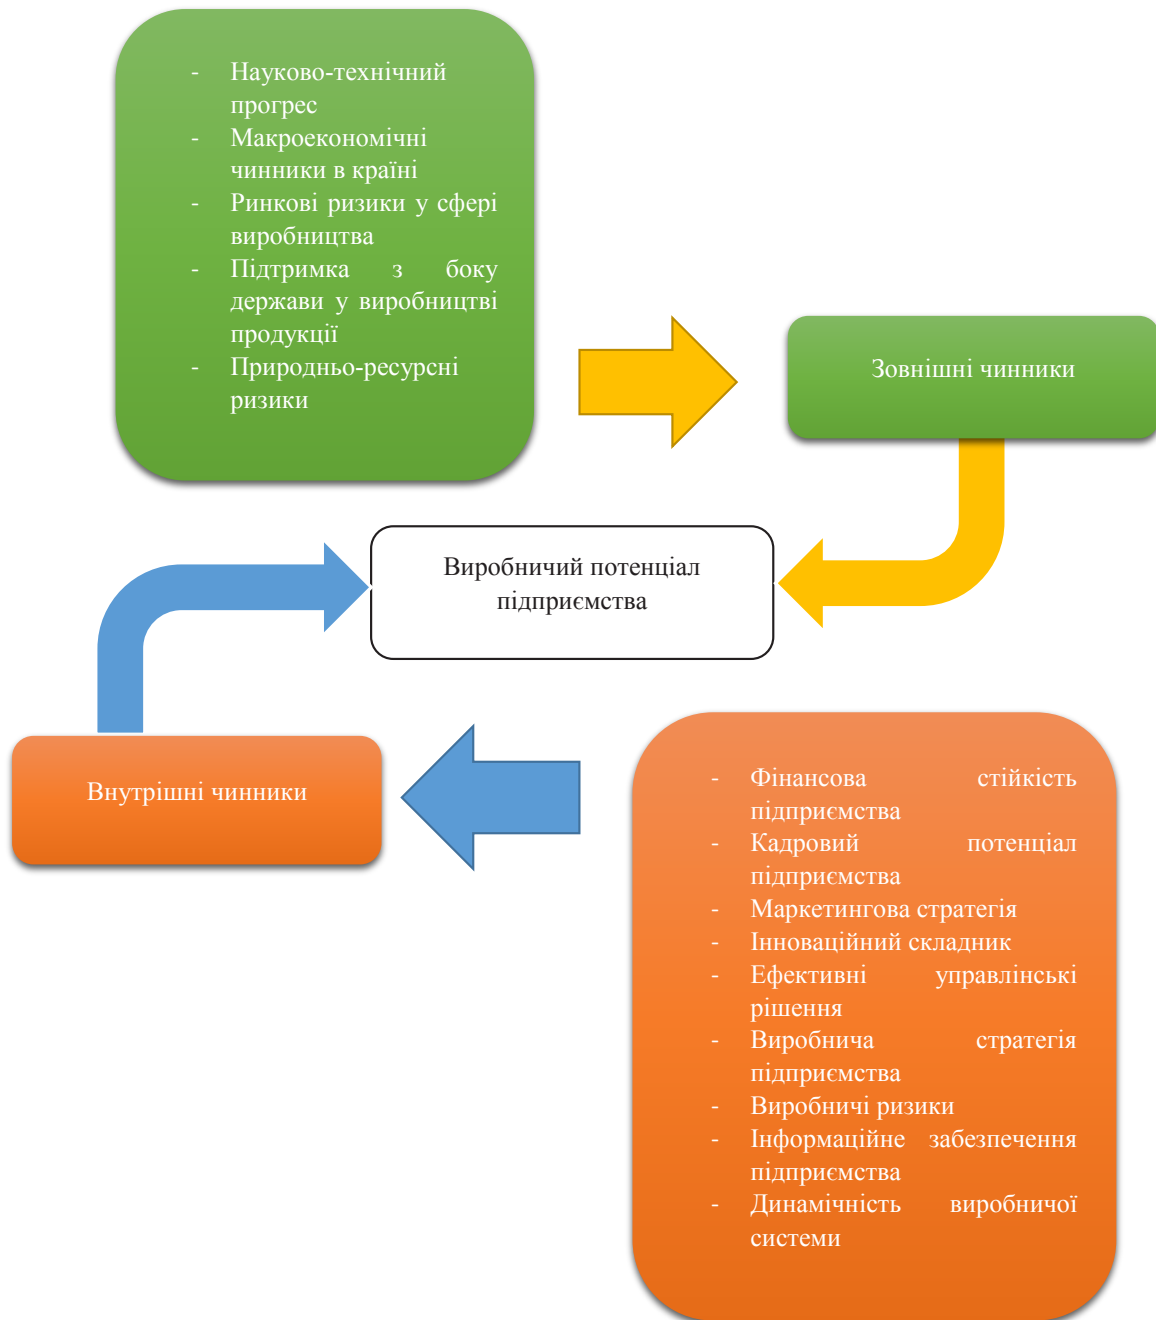 - Науково-технічний
прогрес
- Макроекономічні
чинники в країні
- Ринкові ризики у сфері
виробництва
- Підтримка з боку
держави у виробництві
продукції
- Природньо-ресурсні
ризики
Зовнішні чинники
Виробничий потенціал
підприємства
Внутрішні чинники
- Фінансова стійкість
підприємства
- Кадровий потенціал
підприємства
- Маркетингова стратегія
- Інноваційний складник
- Ефективні управлінські
рішення
- Виробнича стратегія
підприємства
- Виробничі ризики
- Інформаційне забезпечення
підприємства
- Динамічність виробничої
системи